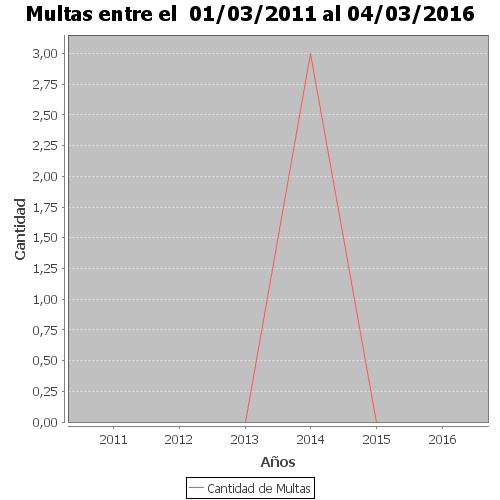 Multas entre el  01/03/2011 al 04/03/2016
3,00
2,75
2,50
2,25
2,00
1,75
1,50
1,25
1,00
0,75
0,50
0,25
0,00
Cantidad
2011 2012 2013 2014 2015 2016
Años
Cantidad de Multas